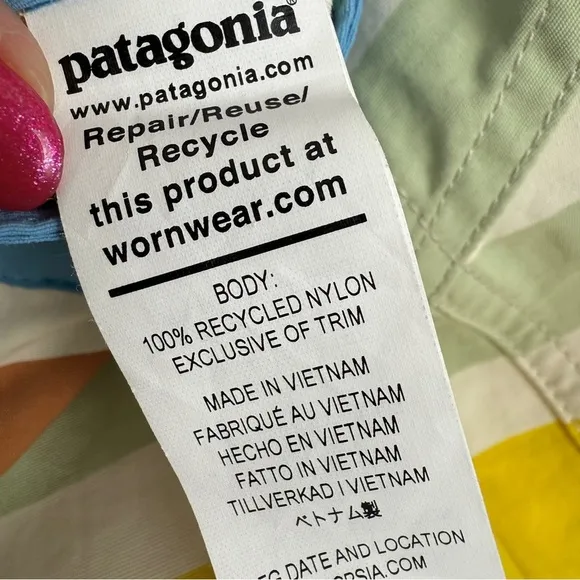 patagonia®
www.patagonia.com
Repair/Reuse/
Recycle
this product at
wornwear.com
BODY:
100% RECYCLED NYLON
EXCLUSIVE OF TRIM
MADE IN VIETNAM
FABRIQUÉ AU VIETNAM
HECHO EN VIETNAM
FATTO IN VIETNAM
TILLVERKAD I VIETNAM
ベトナム製
DATE AND LOCATION